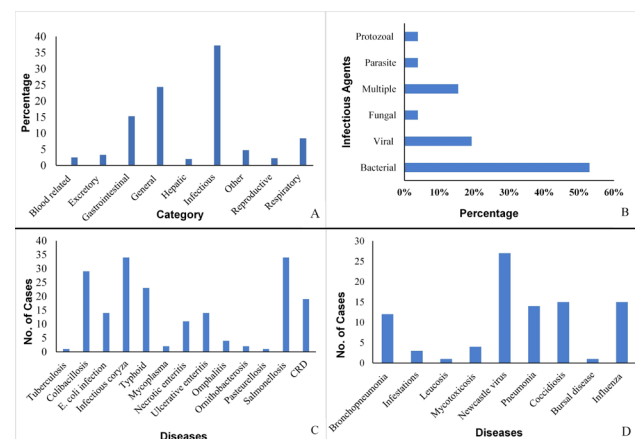 40
35
30
25
20
15
10
5
0
Percentage
Blood related
Excretory
Gastrointestinal
General
Hepatic
Infectious
Other
Reproductive
Respiratory
Category
A
Infectious Agents
Protozoal
Parasite
Multiple
Fungal
Viral
Bacterial
0% 10% 20% 30% 40% 50% 60%
Percentage
B
40
35
30
25
20
15
10
5
0
No. of Cases
Tuberculosis
Colibacillosis
E. coli infection
Infectious coryza
Typhoid
Mycoplasma
Necrotic enteritis
Ulcerative enteritis
Omphalitis
Ornithobacterosis
Pasteurellosis
Salmonellosis
CRD
Diseases
C
30
25
20
15
10
5
0
No. of Cases
Bronchopneumonia
Infestations
Leucosis
Mycotoxicosis
Newcastle virus
Pneumonia
Coccidiosis
Bursal disease
Influenza
Diseases
D